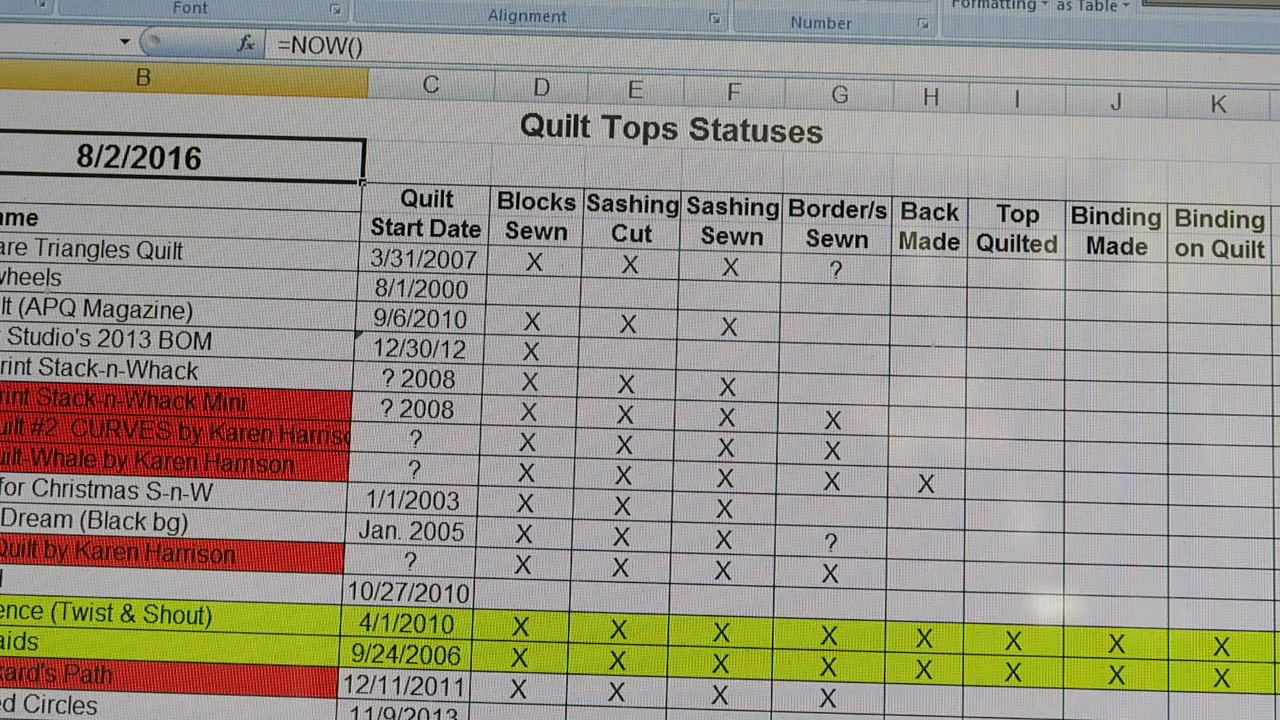 Font Alignment Number Formatting as Table
fx =NOW()
B C D E F G H I J K
Quilt Tops Statuses
8/2/2016
Quilt Start Date Blocks Sewn Sashing Cut Sashing Sewn Border/s Sewn Back Made Top Quilted Binding Made Binding on Quilt
ame
are Triangles Quilt 3/31/2007 X X X ?
wheels 8/1/2000
lt (APQ Magazine) 9/6/2010 X X X
Studio's 2013 BOM 12/30/12 X
rint Stack-n-Whack ? 2008 X X X
rint Stack-n-Whack Mini ? 2008 X X X X
uilt #2 CURVES by Karen Harriso ? X X X X
uilt-Whale by Karen Harrison ? X X X X X
for Christmas S-n-W 1/1/2003 X X X
Dream (Black bg) Jan. 2005 X X X ?
Quilt by Karen Harrison ? X X X X
10/27/2010
ence (Twist & Shout) 4/1/2010 X X X X X X X X
aids 9/24/2006 X X X X X X X X
kard's Path 12/11/2011 X X X X
d Circles 11/9/2013